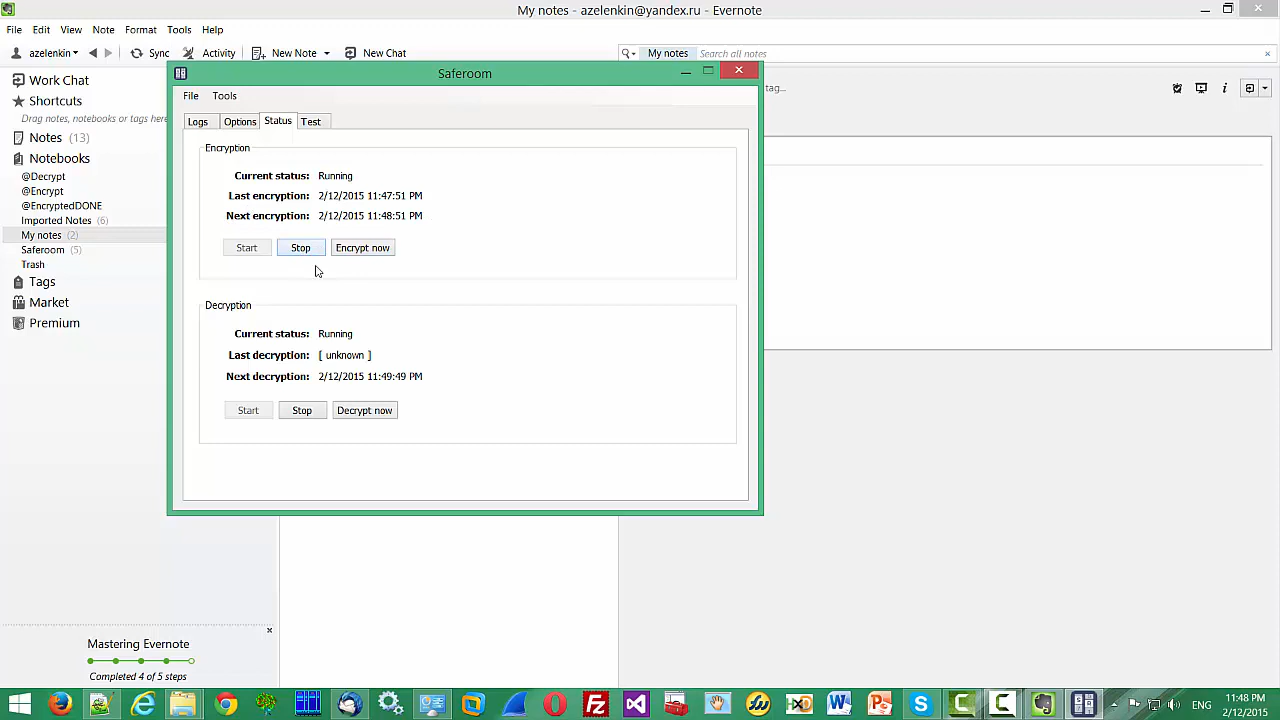 My notes - azelenkin@yandex.ru - Evernote
File Edit View Note Format Tools Help
azelenkin Sync Activity New Note New Chat My notes Search all notes
Work Chat
Shortcuts
Drag notes, notebooks or tags here
Notes (13)
Notebooks
@Decrypt
@Encrypt
@EncryptedDONE
Imported Notes (6)
My notes (2)
Saferoom (5)
Trash
Tags
Market
Premium
tag...
Saferoom
File Tools
Logs Options Status Test
Encryption
Current status: Running
Last encryption: 2/12/2015 11:47:51 PM
Next encryption: 2/12/2015 11:48:51 PM
Start Stop Encrypt now
Decryption
Current status: Running
Last decryption: [ unknown ]
Next decryption: 2/12/2015 11:49:49 PM
Start Stop Decrypt now
Mastering Evernote
Completed 4 of 5 steps
ENG
11:48 PM
2/12/2015